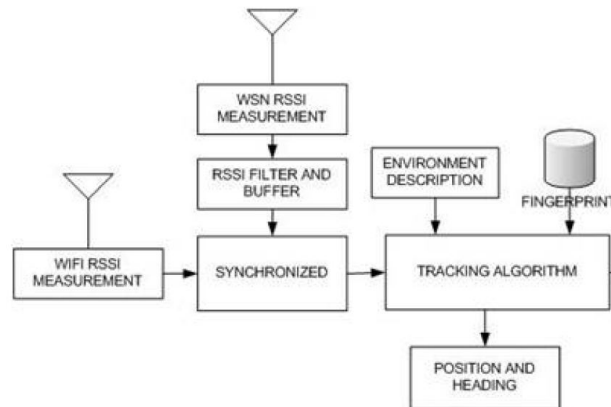 WSN RSSI
MEASUREMENT
RSSI FILTER AND
BUFFER
ENVIRONMENT
DESCRIPTION
FINGERPRINT
WIFI RSSI
MEASUREMENT
SYNCHRONIZED
TRACKING ALGORITHM
POSITION AND
HEADING